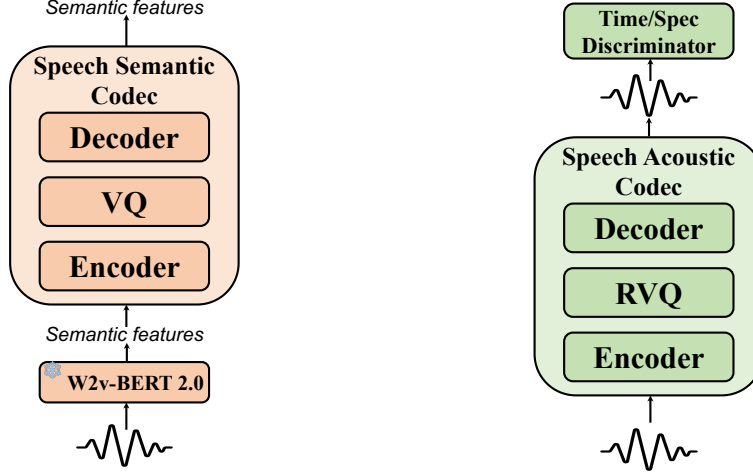 Semantic features
Speech Semantic
Codec
Decoder
VQ
Encoder
Semantic features
W2v-BERT 2.0
Time/Spec
Discriminator
Speech Acoustic
Codec
Decoder
RVQ
Encoder